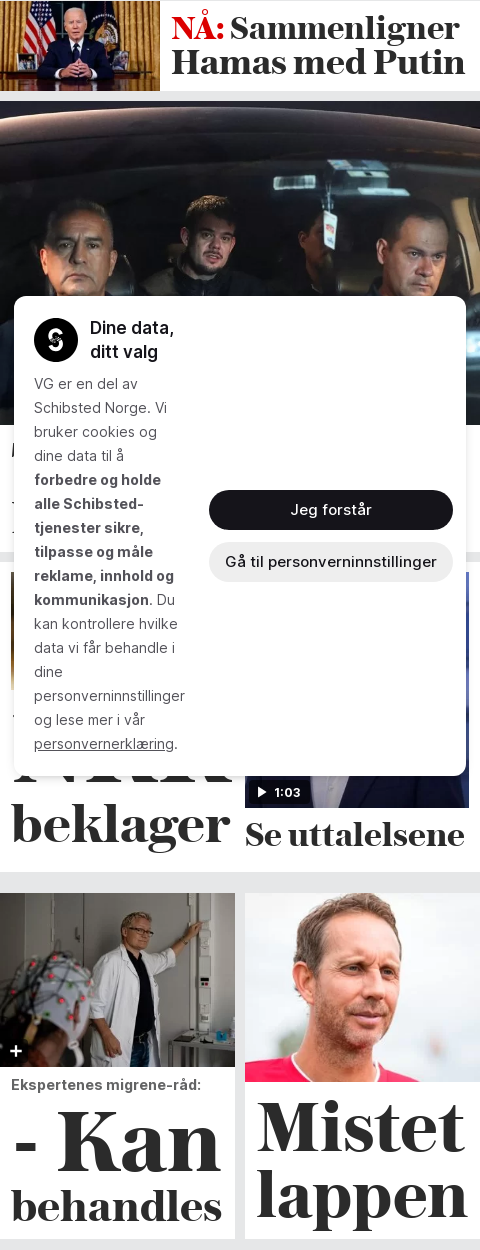 NÅ: Sammenligner
Hamas med Putin
Dine data,
ditt valg
VG er en del av
Schibsted Norge. Vi
bruker cookies og
dine data til å
forbedre og holde
alle Schibsted-
tjenester sikre,
tilpasse og måle
reklame, innhold og
kommunikasjon. Du
kan kontrollere hvilke
data vi får behandle i
dine
personverninnstillinger
og lese mer i vår
personvernerklæring.
Jeg forstår
Gå til personverninnstillinger
beklager
1:03
Se uttalelsene
Ekspertenes migrene-råd:
- Kan
behandles
Mistet
lappen